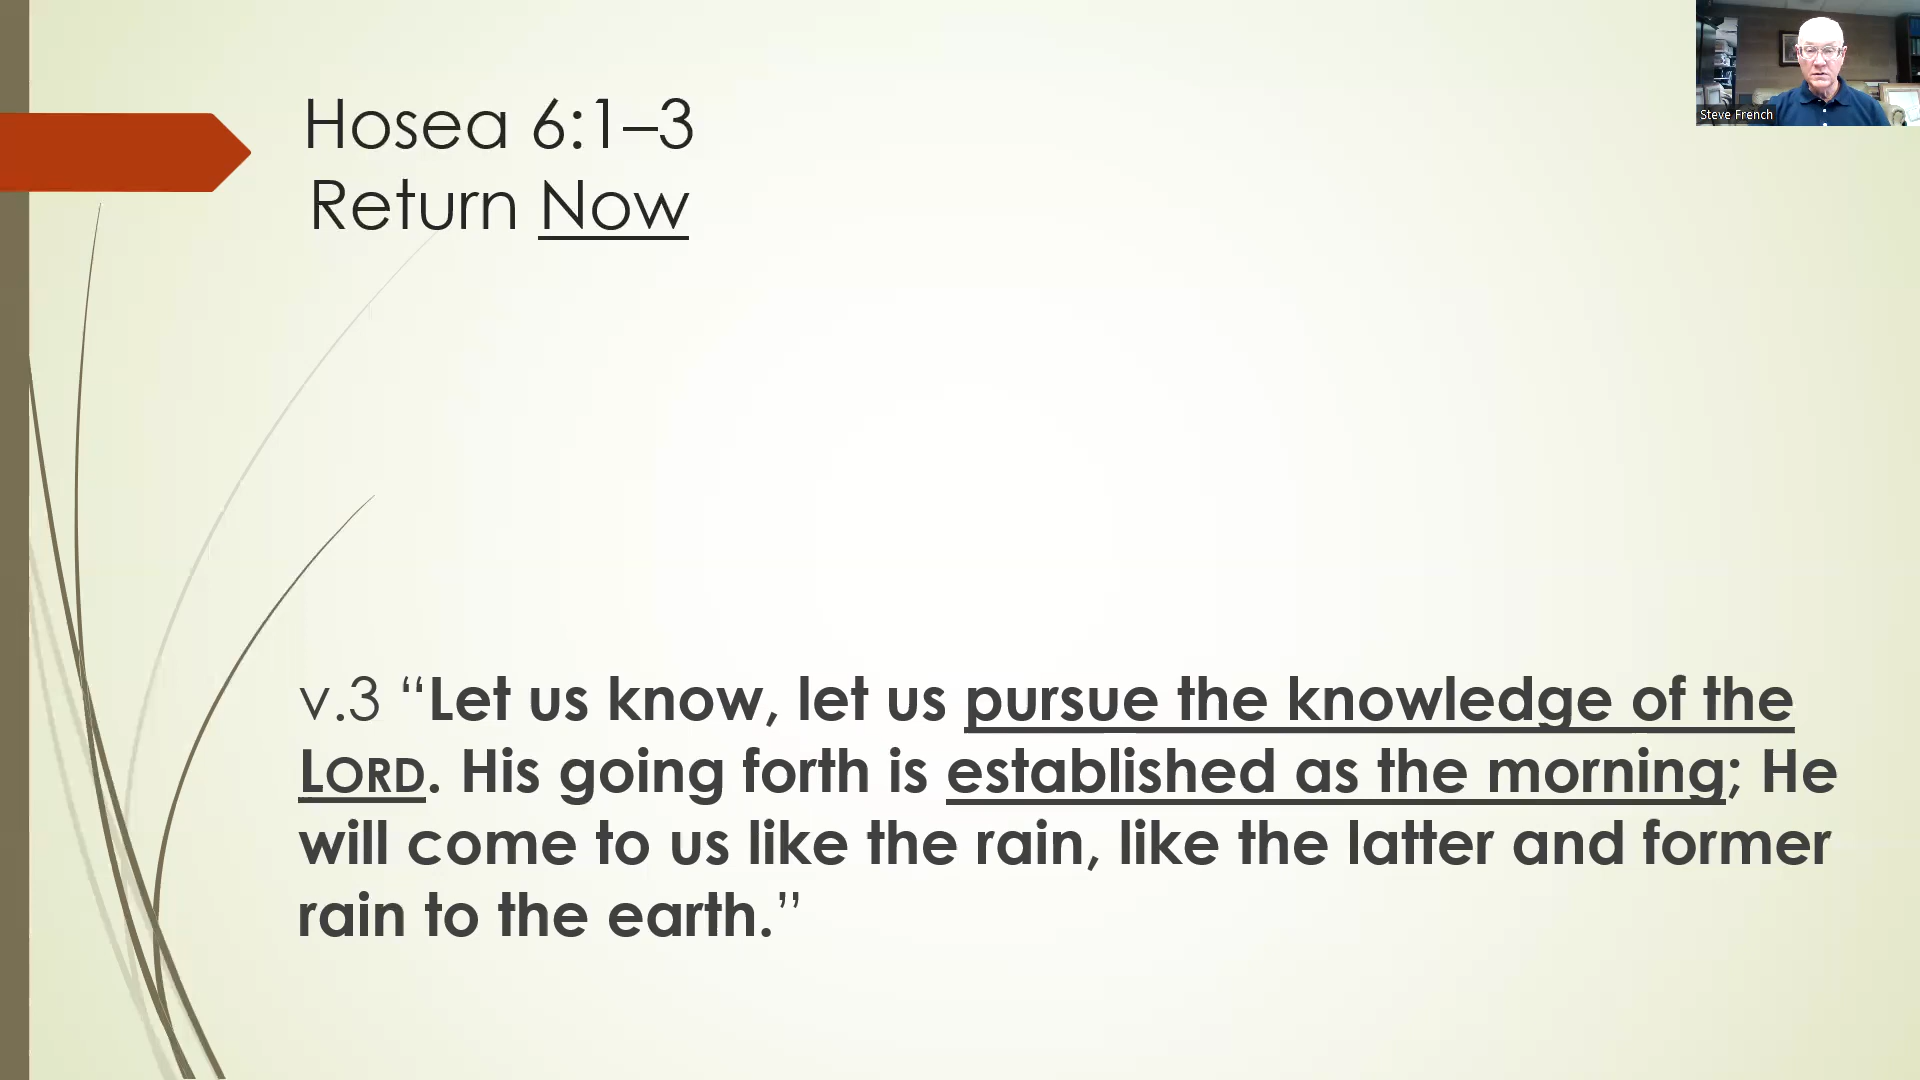 Hosea 6:1–3
Return Now
Steve French
v.3 “Let us know, let us pursue the knowledge of the
LORD. His going forth is established as the morning; He
will come to us like the rain, like the latter and former
rain to the earth.”